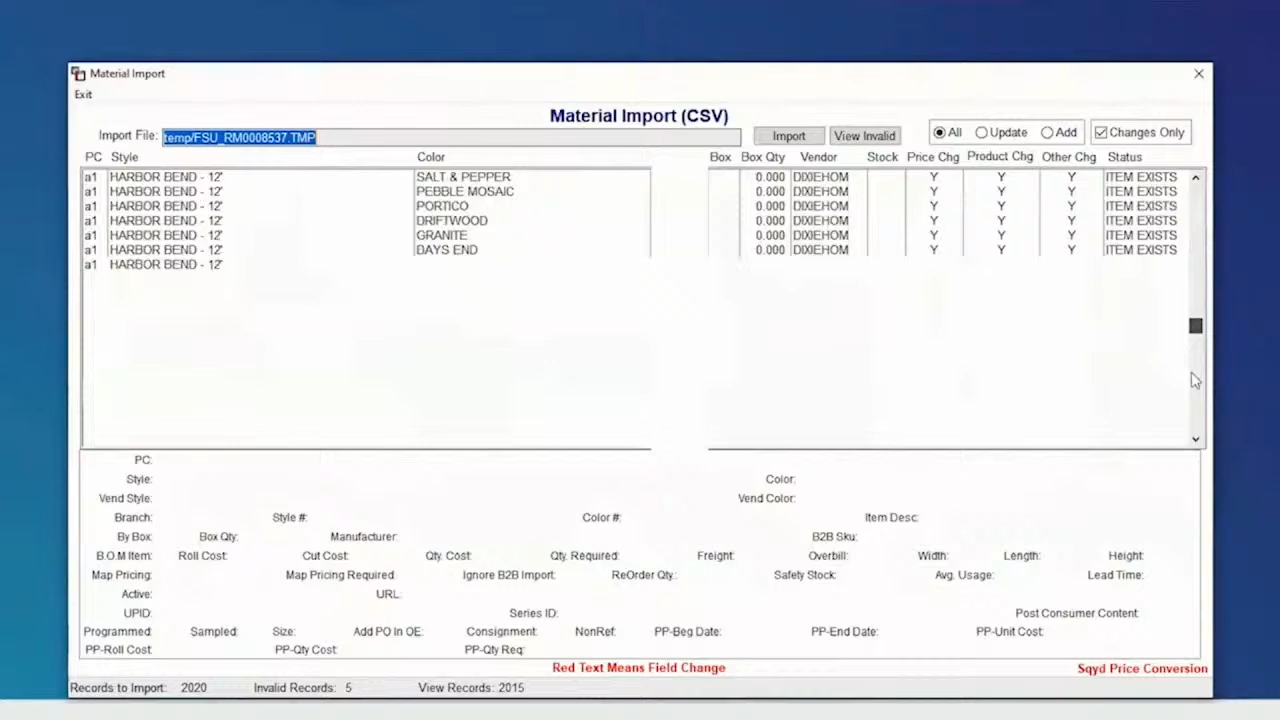 Material Import
Exit
Material Import (CSV)
Import File: temp/FSU_RM0008537.TMP Import View Invalid All Update Add Changes Only
PC Style Color Box Box Qty Vendor Stock Price Chg Product Chg Other Chg Status
a1 HARBOR BEND - 12' SALT & PEPPER 0.000 DIXIEHOM Y Y Y ITEM EXISTS
a1 HARBOR BEND - 12' PEBBLE MOSAIC 0.000 DIXIEHOM Y Y Y ITEM EXISTS
a1 HARBOR BEND - 12' PORTICO 0.000 DIXIEHOM Y Y Y ITEM EXISTS
a1 HARBOR BEND - 12' DRIFTWOOD 0.000 DIXIEHOM Y Y Y ITEM EXISTS
a1 HARBOR BEND - 12' GRANITE 0.000 DIXIEHOM Y Y Y ITEM EXISTS
a1 HARBOR BEND - 12' DAYS END 0.000 DIXIEHOM Y Y Y ITEM EXISTS
a1 HARBOR BEND - 12'
PC:
Style: Color:
Vend Style: Vend Color:
Branch: Style #: Color #: Item Desc:
By Box: Box Qty: Manufacturer: B2B Sku:
B.O.M Item: Roll Cost: Cut Cost: Qty. Cost: Qty. Required: Freight: Overbill: Width: Length: Height:
Map Pricing: Map Pricing Required: Ignore B2B Import: ReOrder Qty.: Safety Stock: Avg. Usage: Lead Time:
Active: URL:
UPID: Series ID: Post Consumer Content:
Programmed: Sampled: Size: Add PO In OE: Consignment: NonRef: PP-Beg Date: PP-End Date: PP-Unit Cost:
PP-Roll Cost: PP-Qty Cost: PP-Qty Req:
Red Text Means Field Change Sqyd Price Conversion
Records to Import: 2020 Invalid Records: 5 View Records: 2015